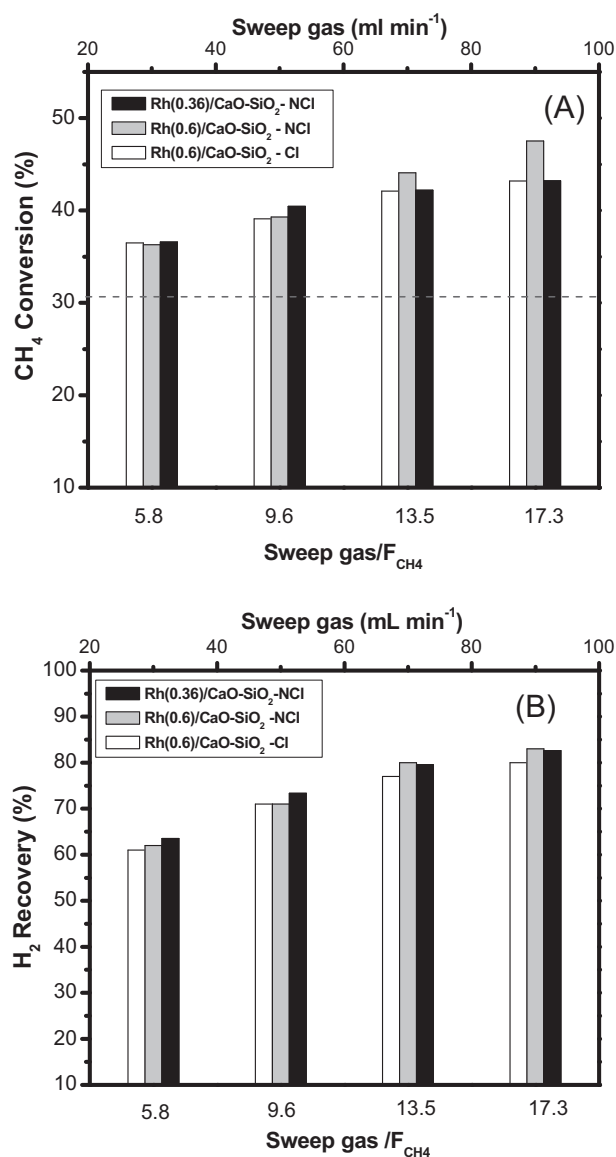 Sweep gas (ml min⁻¹)
20 40 60 80 100
(A)
Rh(0.36)/CaO-SiO₂- NCl
Rh(0.6)/CaO-SiO₂ - NCl
Rh(0.6)/CaO-SiO₂ - Cl
CH₄ Conversion (%)
50
40
30
20
10
5.8 9.6 13.5 17.3
Sweep gas/F_CH4
Sweep gas (mL min⁻¹)
20 40 60 80 100
(B)
Rh(0.36)/CaO-SiO₂-NCl
Rh(0.6)/CaO-SiO₂ -NCl
Rh(0.6)/CaO-SiO₂ -Cl
H₂ Recovery (%)
100
90
80
70
60
50
40
30
20
10
5.8 9.6 13.5 17.3
Sweep gas /F_CH4